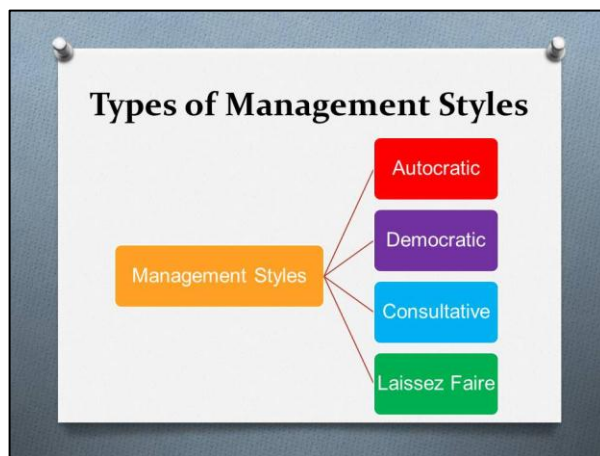 Types of Management Styles
Autocratic
Democratic
Management Styles
Consultative
Laissez Faire